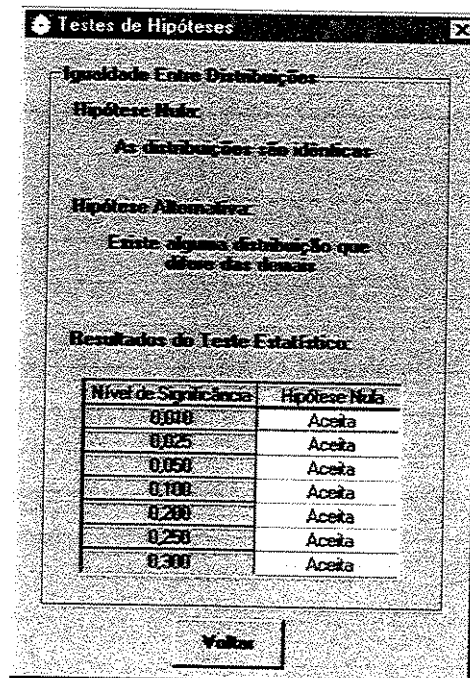 Testes de Hipóteses
Igualdade Entre Distribuições
Hipótese Nula:
As distribuições são idênticas
Hipótese Alternativa:
Existe alguma distribuição que
difere das demais
Resultados do Teste Estatístico:
Nível de Significância Hipótese Nula
0,010 Aceita
0,025 Aceita
0,050 Aceita
0,100 Aceita
0,200 Aceita
0,250 Aceita
0,300 Aceita
Voltar